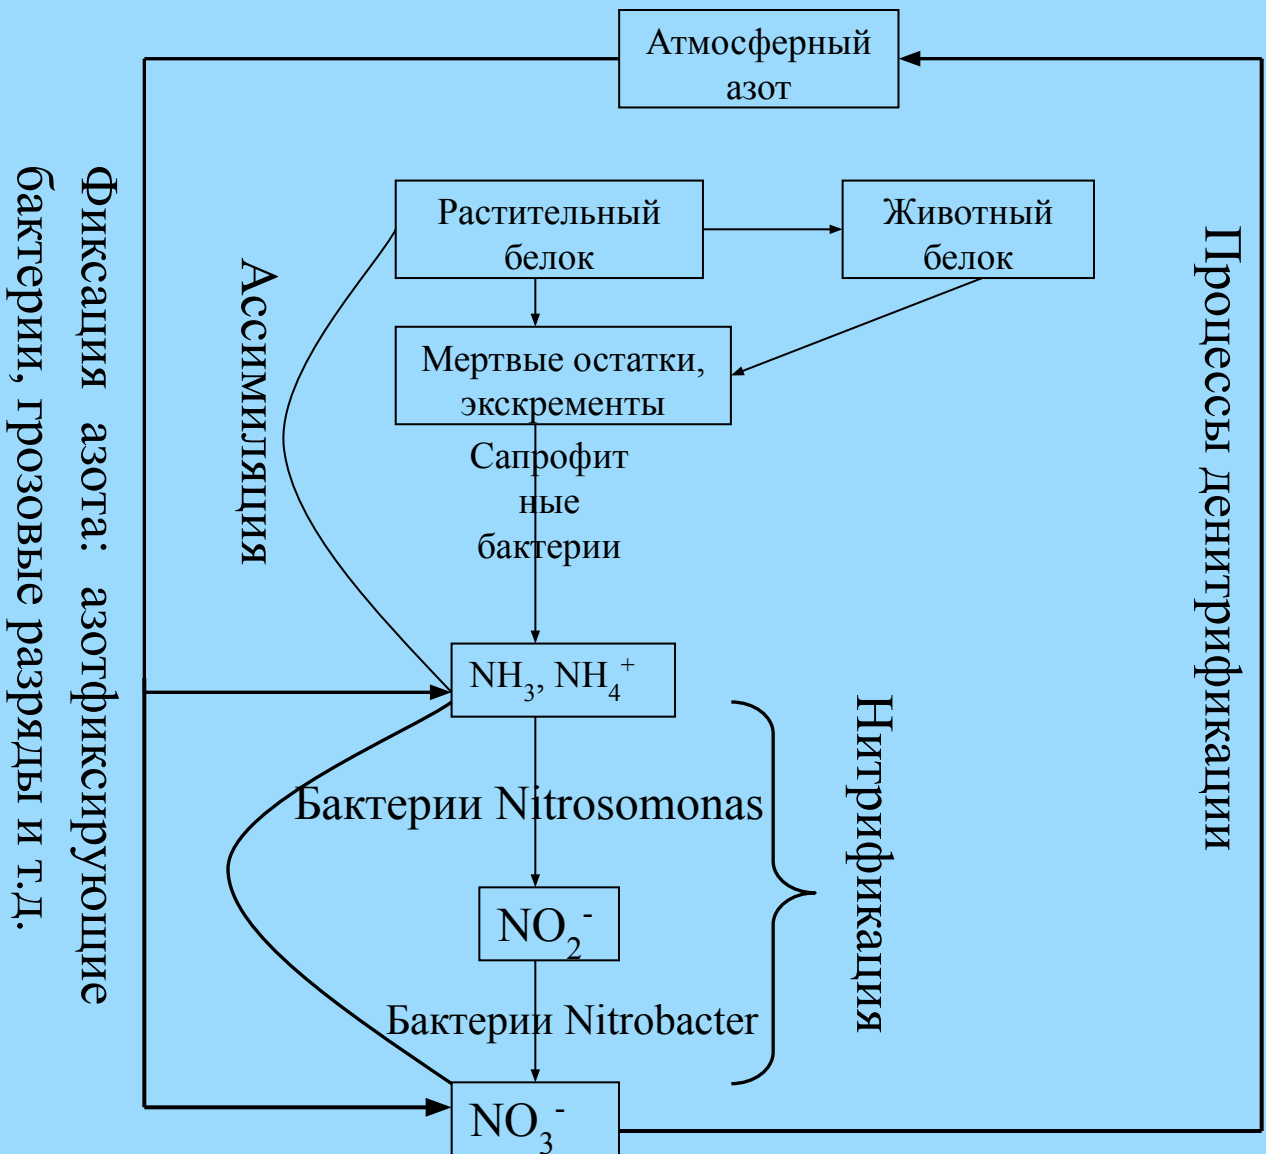 Атмосферный
азот
Растительный
белок
Животный
белок
Мертвые остатки,
экскременты
Сапрофит
ные
бактерии
Ассимиляция
Фиксация азота: азотфиксирующие
бактерии, грозовые разряды и т.д.
Процессы денитрификации
NH₃, NH₄⁺
Бактерии Nitrosomonas
Нитрификация
NO₂⁻
Бактерии Nitrobacter
NO₃⁻